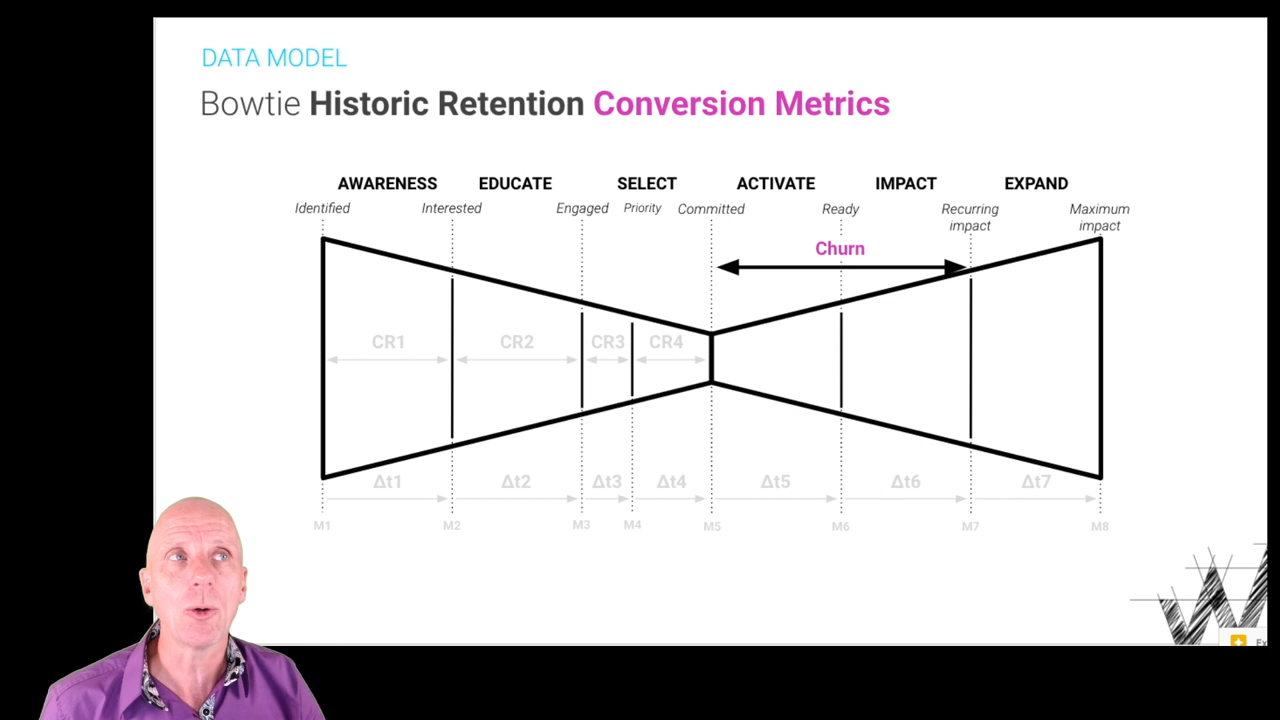 DATA MODEL
Bowtie Historic Retention Conversion Metrics
AWARENESS EDUCATE SELECT ACTIVATE IMPACT EXPAND
Identified Interested Engaged Priority Committed Ready Recurring impact Maximum impact
Churn
CR1 CR2 CR3 CR4
Δt1 Δt2 Δt3 Δt4 Δt5 Δt6 Δt7
M1 M2 M3 M4 M5 M6 M7 M8
Ex